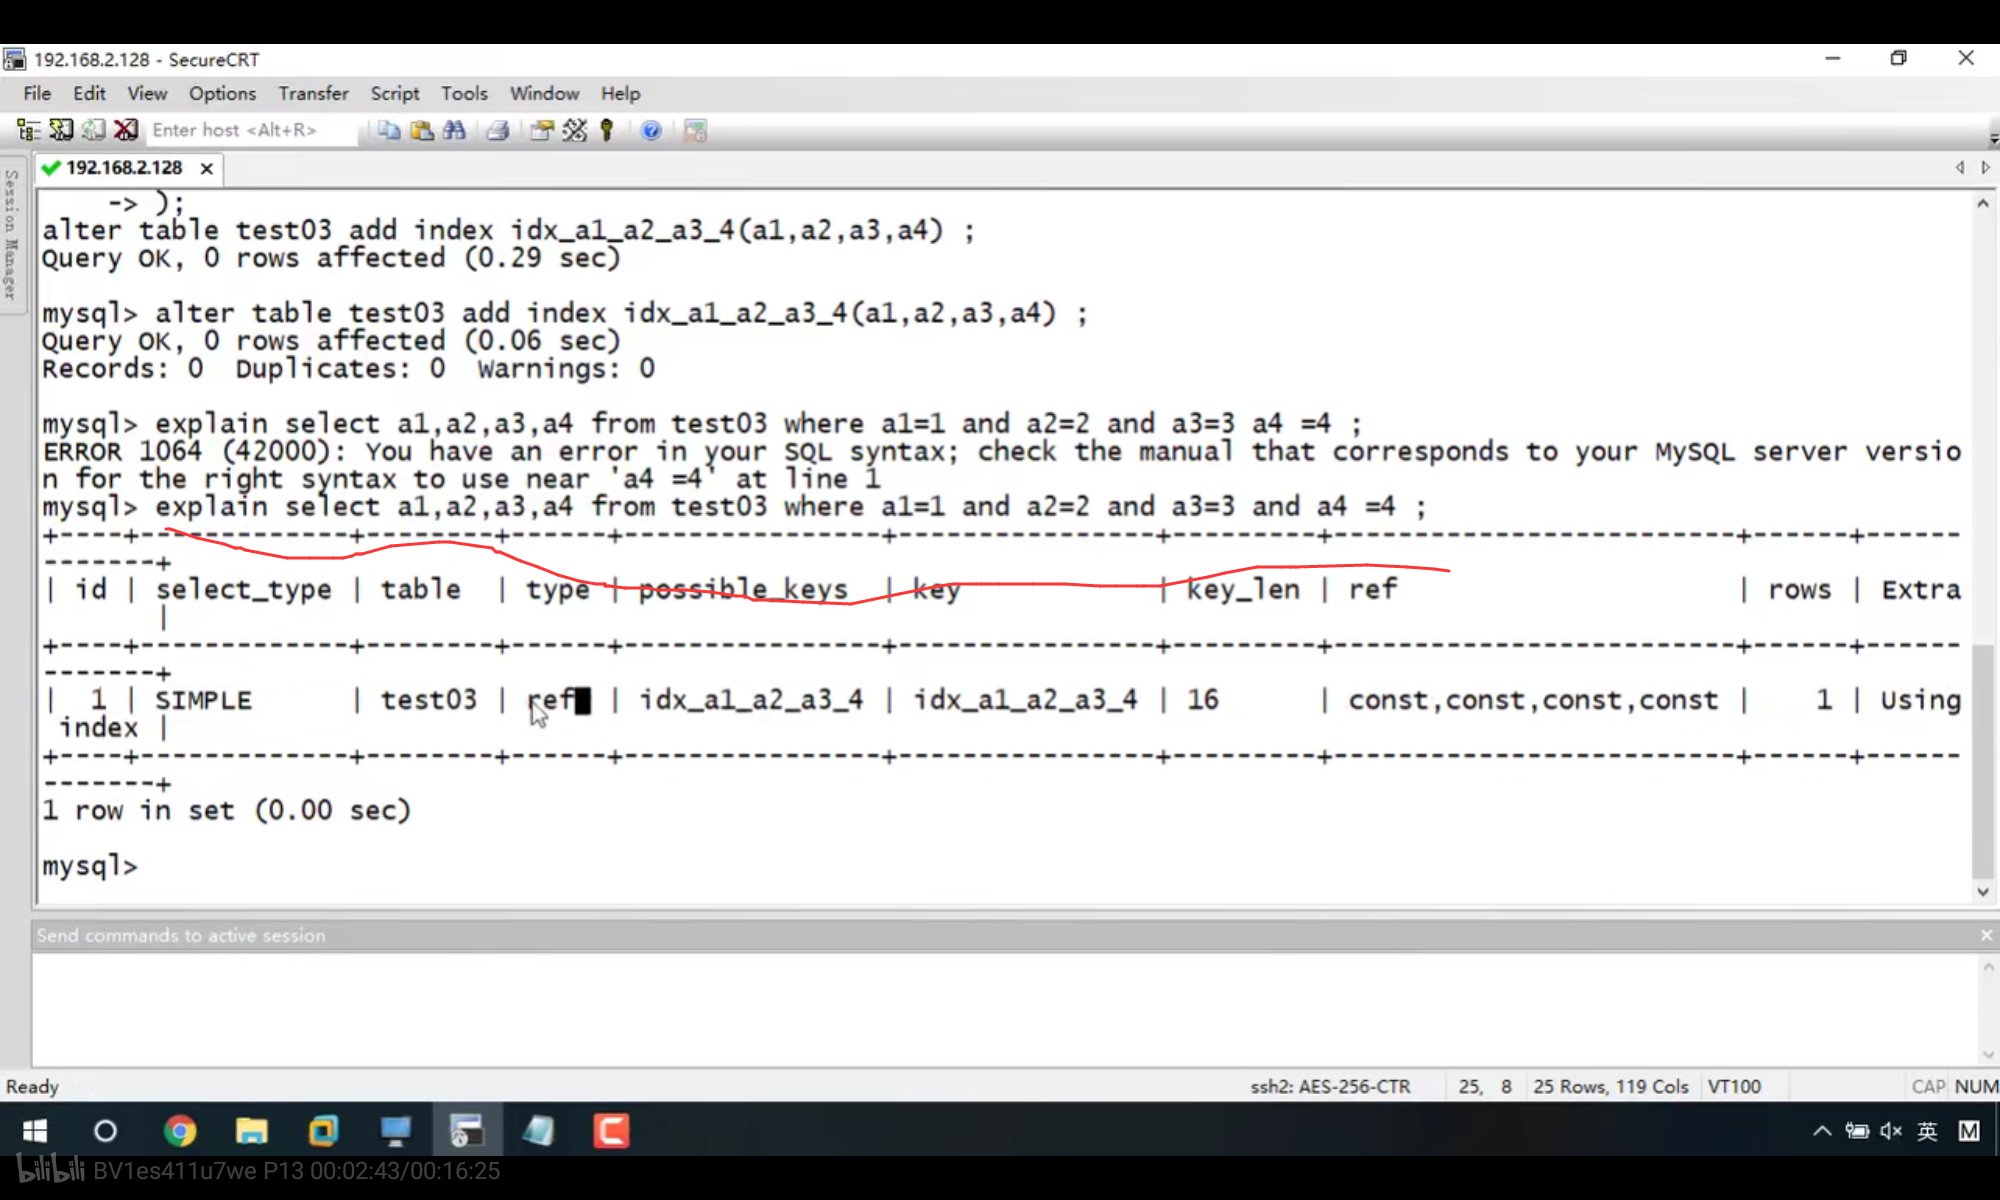 192.168.2.128 - SecureCRT
File Edit View Options Transfer Script Tools Window Help
Enter host <Alt+R>
192.168.2.128
Session Manager
-> );
alter table test03 add index idx_a1_a2_a3_4(a1,a2,a3,a4) ;
Query OK, 0 rows affected (0.29 sec)
mysql> alter table test03 add index idx_a1_a2_a3_4(a1,a2,a3,a4) ;
Query OK, 0 rows affected (0.06 sec)
Records: 0  Duplicates: 0  Warnings: 0
mysql> explain select a1,a2,a3,a4 from test03 where a1=1 and a2=2 and a3=3 a4 =4 ;
ERROR 1064 (42000): You have an error in your SQL syntax; check the manual that corresponds to your MySQL server versio
n for the right syntax to use near 'a4 =4' at line 1
mysql> explain select a1,a2,a3,a4 from test03 where a1=1 and a2=2 and a3=3 and a4 =4 ;
+----+-------------+--------+------+----------------+----------------+---------+-------------------------+------+------
-------+
| id | select_type | table  | type | possible_keys  | key            | key_len | ref                     | rows | Extra
       |
+----+-------------+--------+------+----------------+----------------+---------+-------------------------+------+------
-------+
|  1 | SIMPLE      | test03 | ref  | idx_a1_a2_a3_4 | idx_a1_a2_a3_4 | 16      | const,const,const,const |    1 | Using
 index |
+----+-------------+--------+------+----------------+----------------+---------+-------------------------+------+------
-------+
1 row in set (0.00 sec)
mysql>
Send commands to active session
Ready ssh2: AES-256-CTR 25, 8 25 Rows, 119 Cols VT100 CAP NUM
英 M
bilibili BV1es411u7we P13 00:02:43/00:16:25